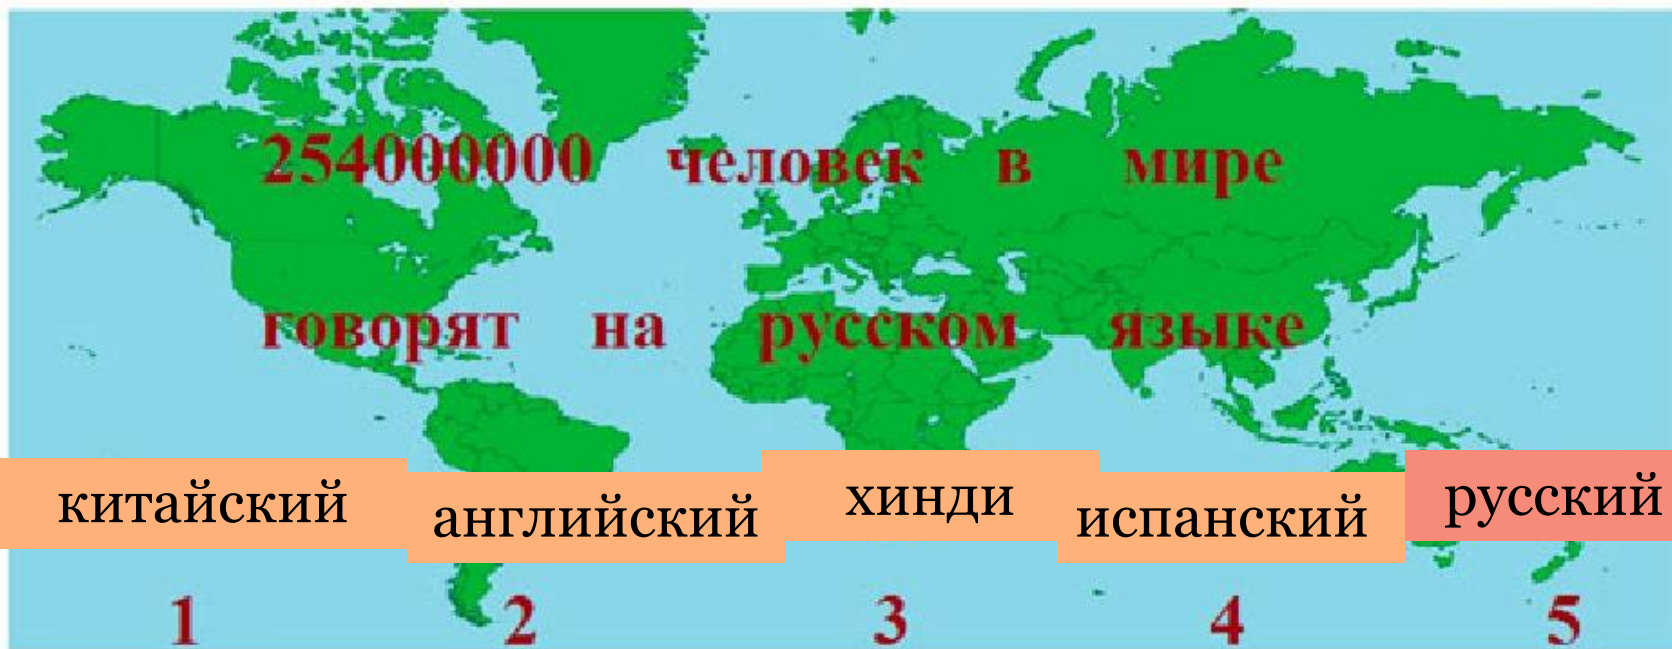 254000000 человек в мире
говорят на русском языке
китайский английский хинди испанский русский
1 2 3 4 5